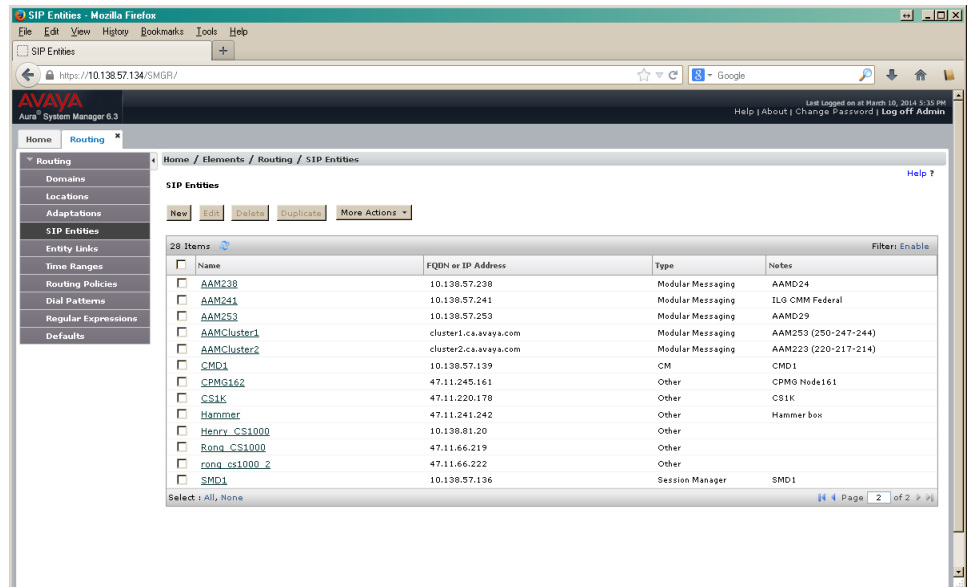 SIP Entities - Mozilla Firefox
File Edit View History Bookmarks Tools Help
SIP Entities +
https://10.138.57.134/SMGR/ Google
AVAYA
Aura® System Manager 6.3
Last Logged on at March 10, 2014 5:35 PM
Help | About | Change Password | Log off Admin
Home Routing ×
Routing
Domains
Locations
Adaptations
SIP Entities
Entity Links
Time Ranges
Routing Policies
Dial Patterns
Regular Expressions
Defaults
Home / Elements / Routing / SIP Entities
Help ?
SIP Entities
New Edit Delete Duplicate More Actions
28 Items Filter: Enable
Name FQDN or IP Address Type Notes
AAM238 10.138.57.238 Modular Messaging AAMD24
AAM241 10.138.57.241 Modular Messaging ILG CMM Federal
AAM253 10.138.57.253 Modular Messaging AAMD29
AAMCluster1 cluster1.ca.avaya.com Modular Messaging AAM253 (250-247-244)
AAMCluster2 cluster2.ca.avaya.com Modular Messaging AAM223 (220-217-214)
CMD1 10.138.57.139 CM CMD1
CPMG162 47.11.245.161 Other CPMG Node161
CS1K 47.11.220.178 Other CS1K
Hammer 47.11.241.242 Other Hammer box
Henry_CS1000 10.138.81.20 Other
Rong_CS1000 47.11.66.219 Other
rong_cs1000_2 47.11.66.222 Other
SMD1 10.138.57.136 Session Manager SMD1
Select : All, None Page 2 of 2